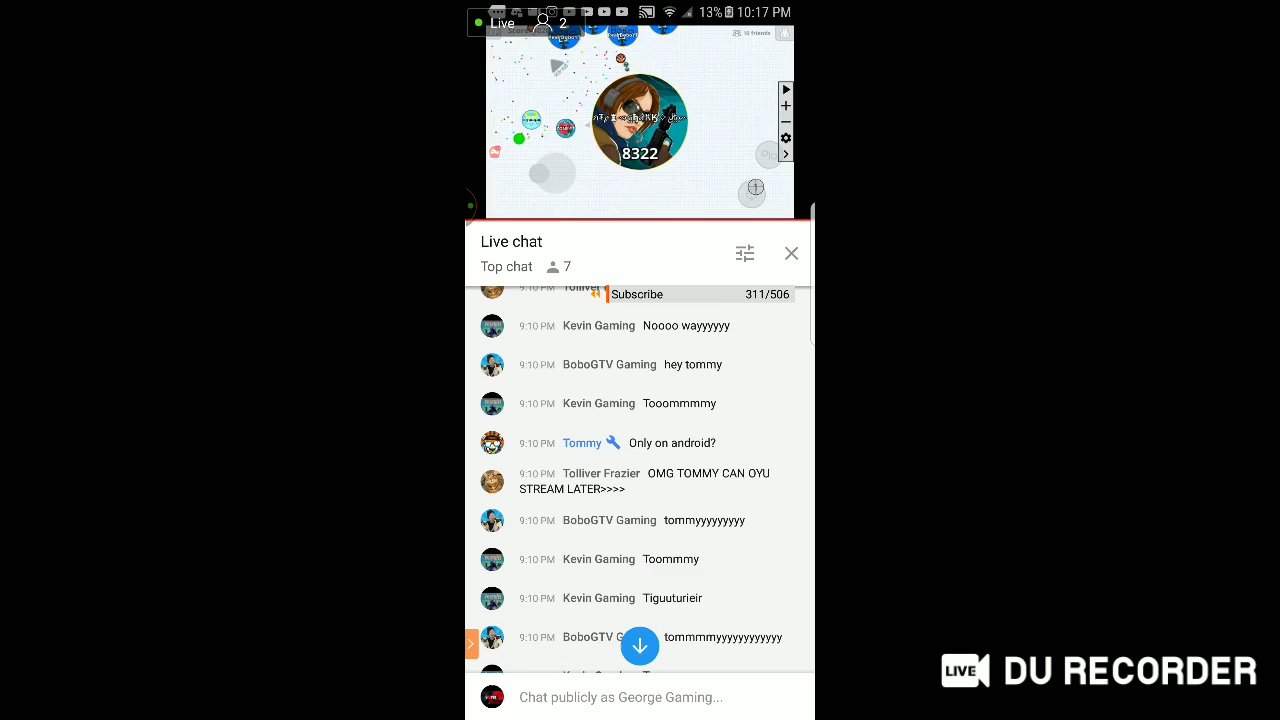 13% 10:17 PM
Live 2
18 friends
8322
Live chat
Top chat 7
Subscribe 311/506
9:10 PM Kevin Gaming Noooo wayyyyyy
9:10 PM BoboGTV Gaming hey tommy
9:10 PM Kevin Gaming Tooommmmy
9:10 PM Tommy Only on android?
9:10 PM Tolliver Frazier OMG TOMMY CAN OYU
STREAM LATER>>>>
9:10 PM BoboGTV Gaming tommyyyyyyyyy
9:10 PM Kevin Gaming Toommmy
9:10 PM Kevin Gaming Tiguuturieir
9:10 PM BoboGTV G tommmmyyyyyyyyyyyy
Chat publicly as George Gaming...
LIVE DU RECORDER